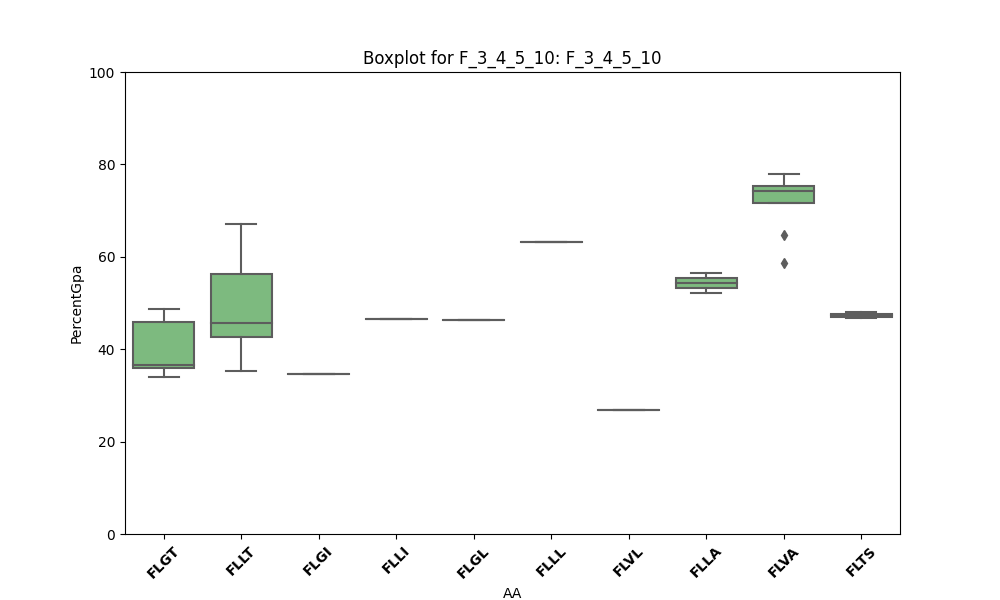 Boxplot for F_3_4_5_10: F_3_4_5_10
100
80
60
40
20
0
PercentGpa
FLGT FLLT FLGI FLLI FLGL FLLL FLVL FLLA FLVA FLTS
AA